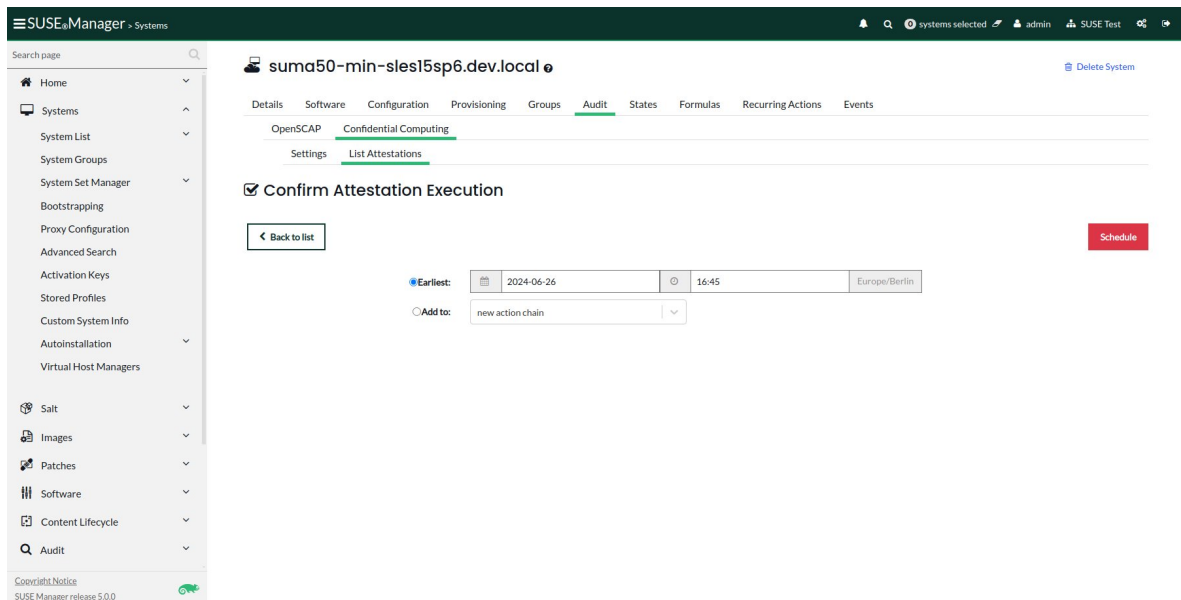 SUSE®Manager > Systems
0 systems selected admin SUSE Test
Search page
Home
Systems
System List
System Groups
System Set Manager
Bootstrapping
Proxy Configuration
Advanced Search
Activation Keys
Stored Profiles
Custom System Info
Autoinstallation
Virtual Host Managers
Salt
Images
Patches
Software
Content Lifecycle
Audit
Copyright Notice
SUSE Manager release 5.0.0
suma50-min-sles15sp6.dev.local
Delete System
Details Software Configuration Provisioning Groups Audit States Formulas Recurring Actions Events
OpenSCAP Confidential Computing
Settings List Attestations
Confirm Attestation Execution
Back to list
Schedule
Earliest: 2024-06-26 16:45 Europe/Berlin
Add to: new action chain